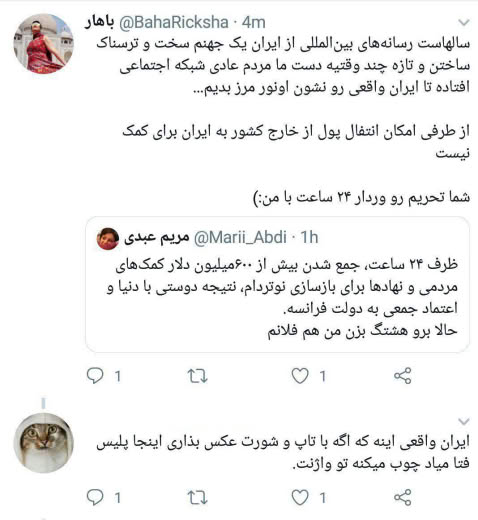 باهار @BahaRicksha · 4m
سالهاست رسانه‌های بین‌المللی از ایران یک جهنم سخت و ترسناک
ساختن و تازه چند وقتیه دست ما مردم عادی شبکه اجتماعی
افتاده تا ایران واقعی رو نشون اونور مرز بدیم...
از طرفی امکان انتفال پول از خارج کشور به ایران برای کمک
نیست
شما تحریم رو وردار ۲۴ ساعت با من:)
مریم عبدی @Marii_Abdi · 1h
ظرف ۲۴ ساعت، جمع شدن بیش از ۶۰۰میلیون دلار کمک‌های
مردمی و نهادها برای بازسازی نوتردام، نتیجه دوستی با دنیا و
اعتماد جمعی به دولت فرانسه.
حالا برو هشتگ بزن من هم فلانم
1 1
ایران واقعی اینه که اگه با تاپ و شورت عکس بذاری اینجا پلیس
فتا میاد چوب میکنه تو واژنت.
1 1